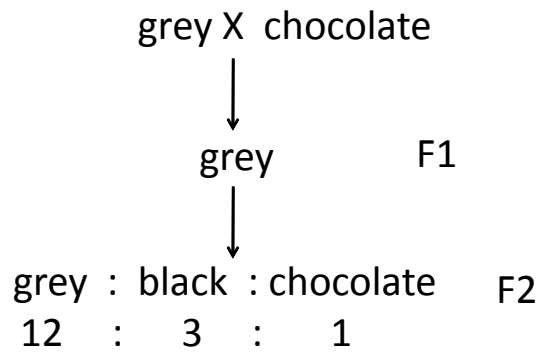 grey X chocolate
grey F1
grey : black : chocolate F2
12 : 3 : 1